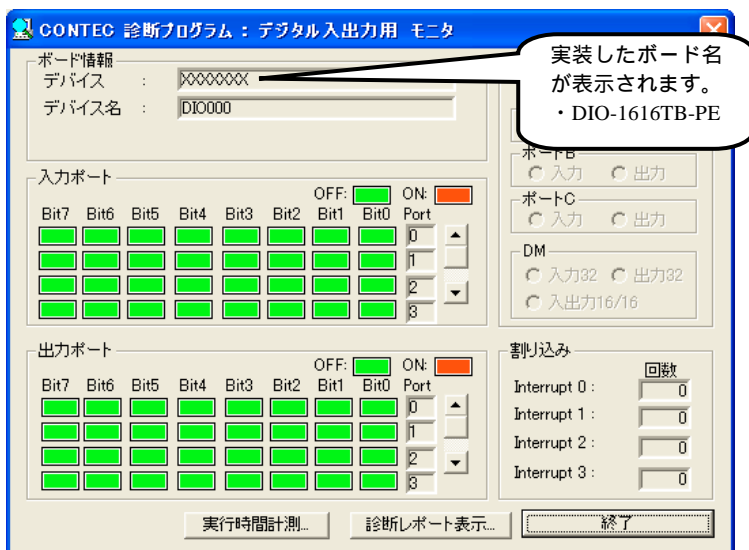 CONTEC 診断プログラム : デジタル入出力用 モニタ
実装したボード名
が表示されます。
・DIO-1616TB-PE
ボード情報
デバイス : XXXXXXX
デバイス名 : DIO000
ポートB
入力 出力
ポートC
入力 出力
DM
入力32 出力32
入出力16/16
入力ポート
OFF: ON:
Bit7 Bit6 Bit5 Bit4 Bit3 Bit2 Bit1 Bit0 Port
0
1
2
3
出力ポート
OFF: ON:
Bit7 Bit6 Bit5 Bit4 Bit3 Bit2 Bit1 Bit0 Port
0
1
2
3
割り込み
回数
Interrupt 0 : 0
Interrupt 1 : 0
Interrupt 2 : 0
Interrupt 3 : 0
実行時間計測... 診断レポート表示... 終了